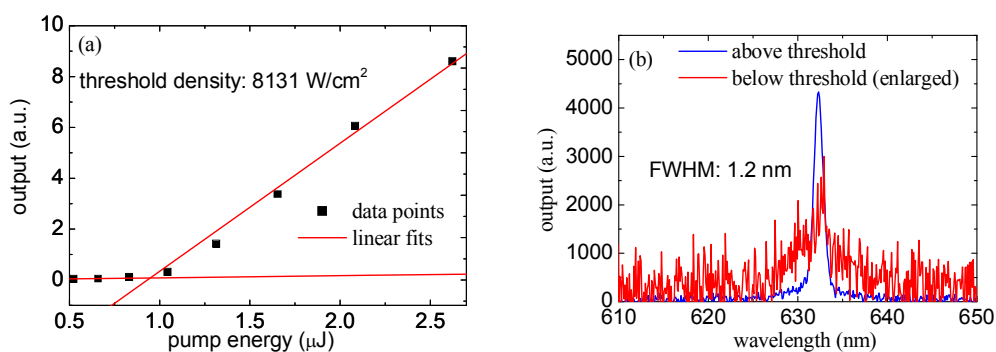 (a)
threshold density: 8131 W/cm²
data points
linear fits
output (a.u.)
10
8
6
4
2
0
0.5
1.0
1.5
2.0
2.5
pump energy (μJ)
(b)
above threshold
below threshold (enlarged)
FWHM: 1.2 nm
output (a.u.)
5000
4000
3000
2000
1000
0
610
620
630
640
650
wavelength (nm)